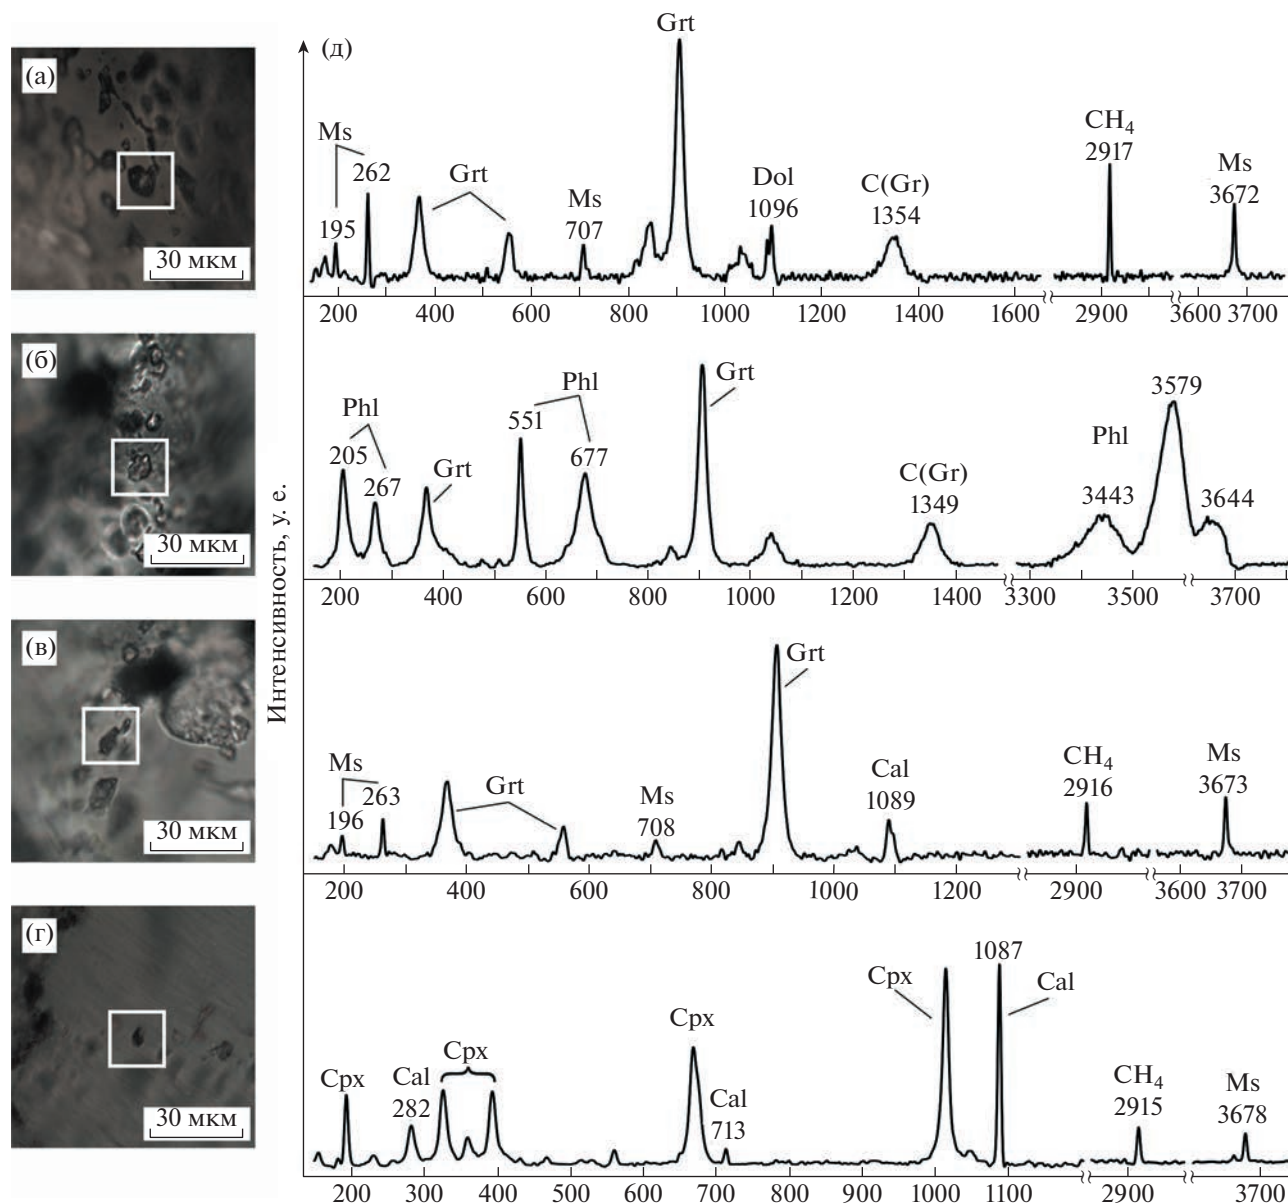 (а)
30 мкм
(б)
30 мкм
(в)
30 мкм
(г)
30 мкм
Интенсивность, у. е.
(д)
Grt
Ms
262
195
Grt
Ms
707
Dol
1096
C(Gr)
1354
CH4
2917
Ms
3672
200 400 600 800 1000 1200 1400 1600 2900 3600 3700
Phl
205
267
Grt
Phl
551
677
Grt
C(Gr)
1349
Phl
3443
3579
3644
200 400 600 800 1000 1200 1400 3300 3500 3700
Ms
263
196
Grt
Ms
708
Grt
Cal
1089
CH4
2916
Ms
3673
200 400 600 800 1000 1200 2900 3600 3700
Cpx
Cal
282
Cpx
Cpx
Cal
713
Cpx
1087
Cal
CH4
2915
Ms
3678
200 300 400 500 600 700 800 900 1000 1100 2900 3700